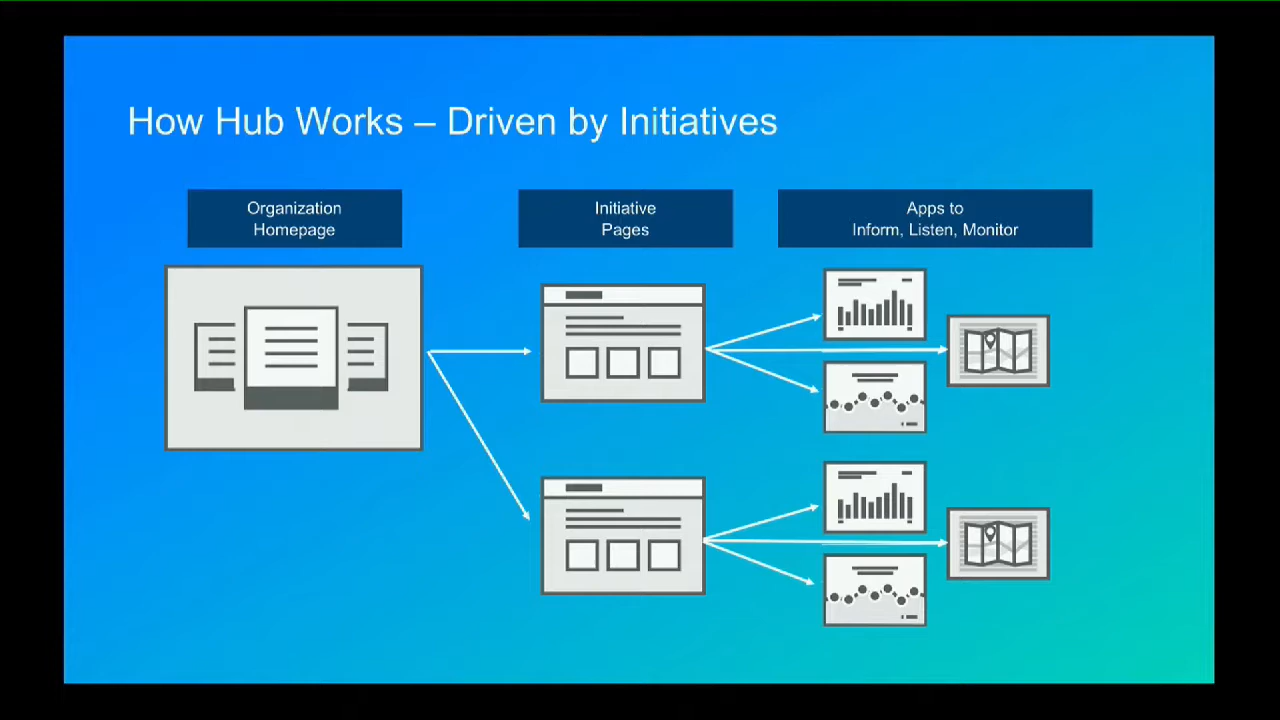 How Hub Works – Driven by Initiatives
Organization
Homepage
Initiative
Pages
Apps to
Inform, Listen, Monitor